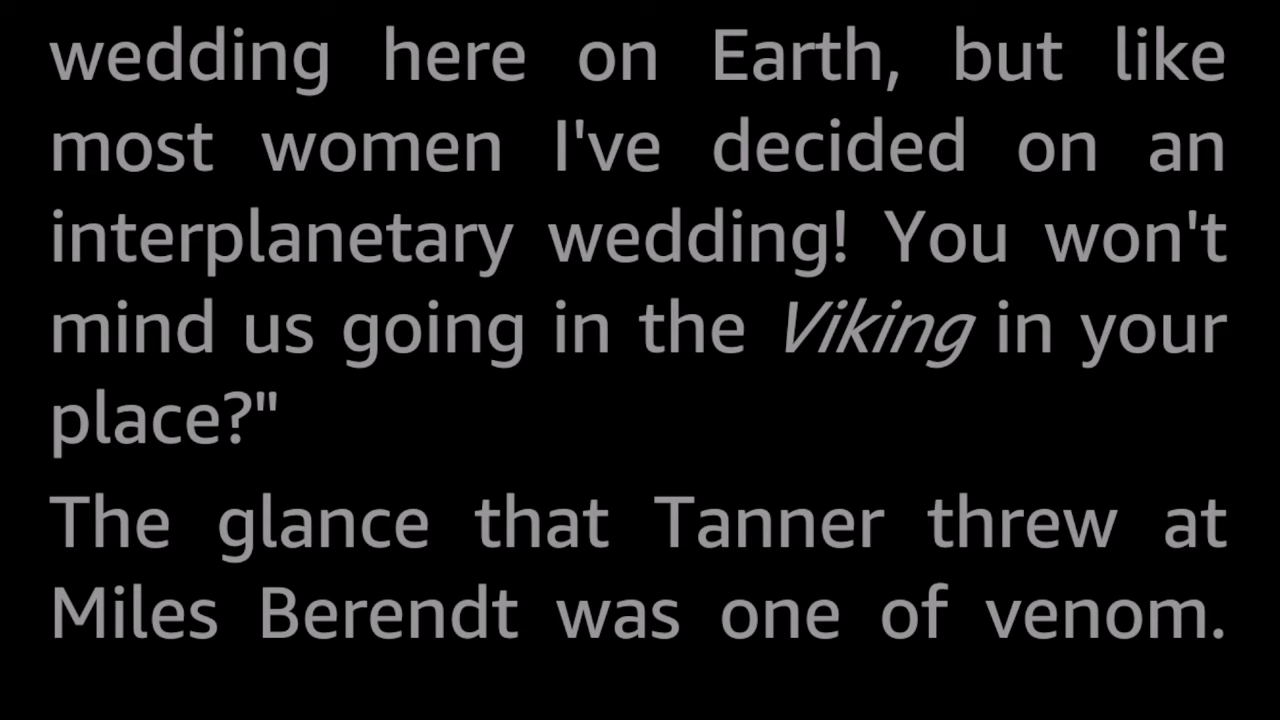 wedding here on Earth, but like
most women I've decided on an
interplanetary wedding! You won't
mind us going in the Viking in your
place?"
The glance that Tanner threw at
Miles Berendt was one of venom.